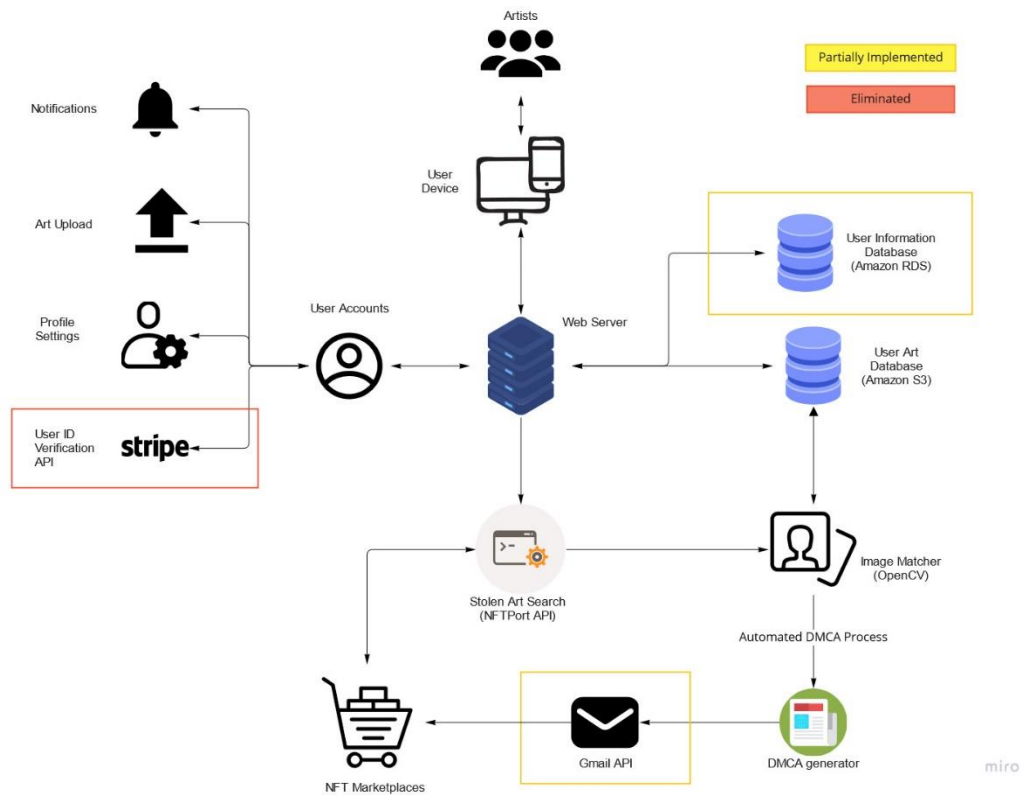 Artists
Partially Implemented
Eliminated
Notifications
User
Device
Art Upload
User Information
Database
(Amazon RDS)
Profile
Settings
User Accounts
Web Server
User Art
Database
(Amazon S3)
User ID
Verification
API
stripe
Stolen Art Search
(NFTPort API)
Image Matcher
(OpenCV)
Automated DMCA Process
NFT Marketplaces
Gmail API
DMCA generator
miro